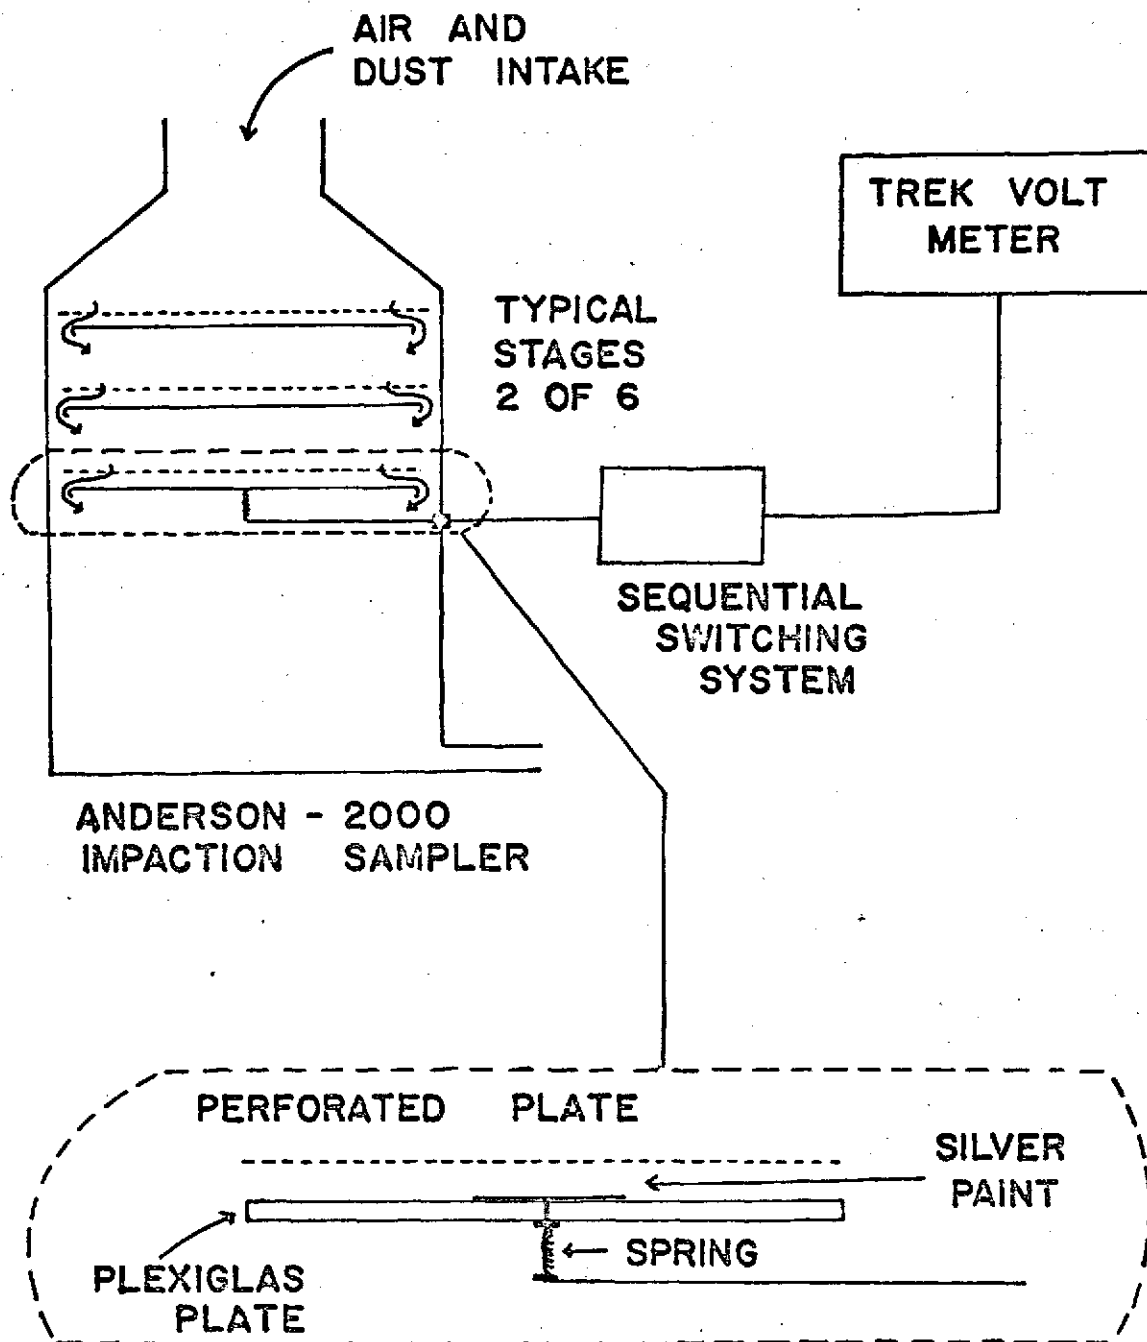 AIR AND
DUST INTAKE
TREK VOLT
METER
TYPICAL
STAGES
2 OF 6
SEQUENTIAL
SWITCHING
SYSTEM
ANDERSON - 2000
IMPACTION SAMPLER
PERFORATED PLATE
SILVER
PAINT
SPRING
PLEXIGLAS
PLATE